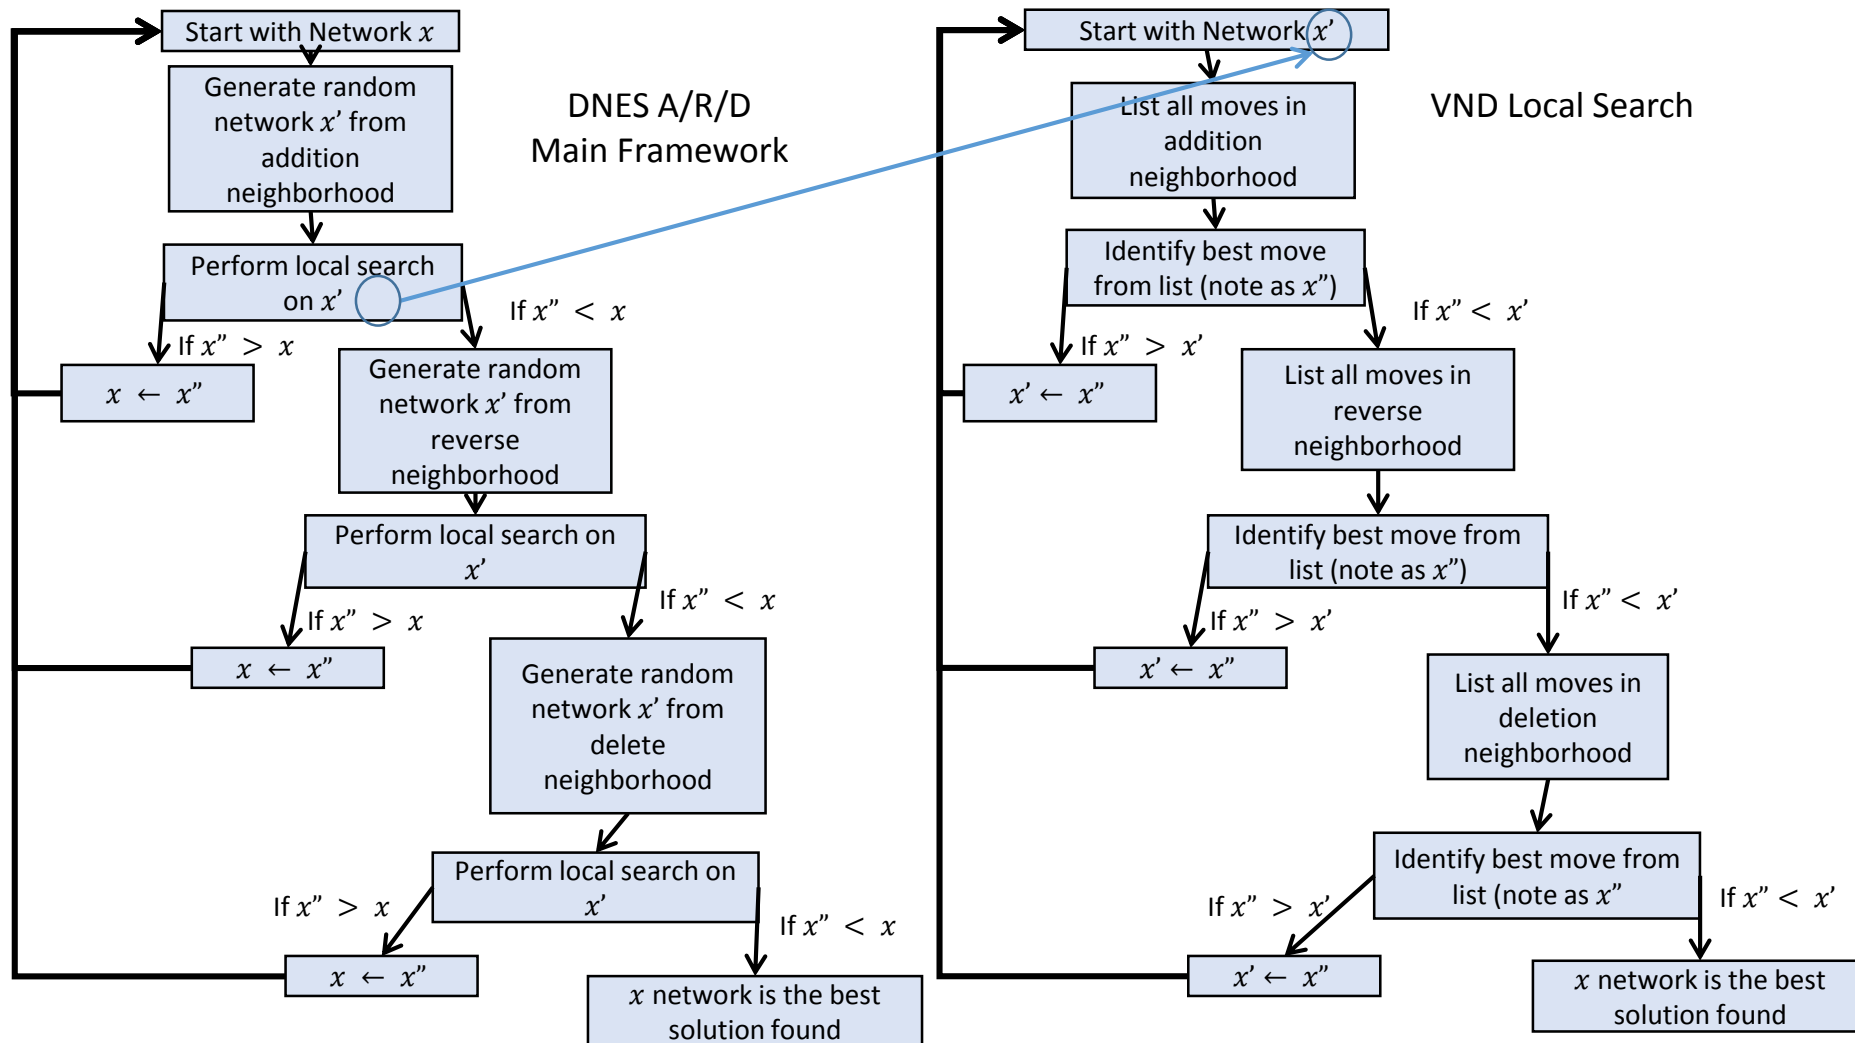 Start with Network x
Generate random
network x’ from
addition
neighborhood
DNES A/R/D
Main Framework
Perform local search
on x’
If x” < x
If x” > x
x ← x”
Generate random
network x’ from
reverse
neighborhood
Perform local search on
x’
If x” < x
If x” > x
x ← x”
Generate random
network x’ from
delete
neighborhood
Perform local search on
x’
If x” > x
If x” < x
x ← x”
x network is the best
solution found
Start with Network x’
List all moves in
addition
neighborhood
VND Local Search
Identify best move
from list (note as x”)
If x” < x’
If x” > x’
x’ ← x”
List all moves in
reverse
neighborhood
Identify best move from
list (note as x”)
If x” < x’
If x” > x’
x’ ← x”
List all moves in
deletion
neighborhood
Identify best move from
list (note as x”
If x” > x’
If x” < x’
x’ ← x”
x network is the best
solution found